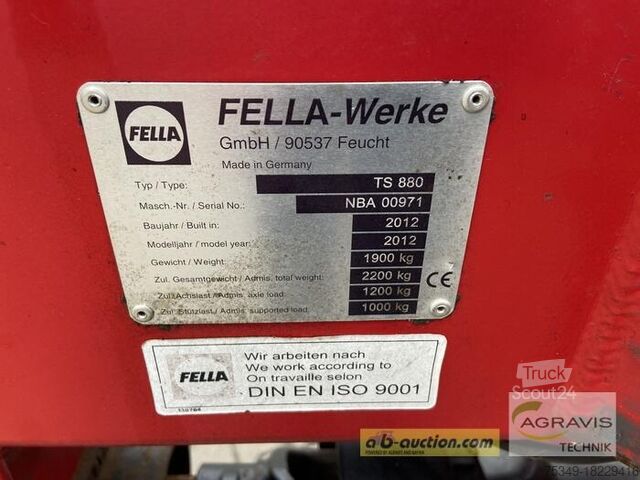 FELLA
FELLA-Werke
GmbH / 90537 Feucht
Made in Germany
Typ / Type: TS 880
Masch.-Nr. / Serial No.: NBA 00971
Baujahr / Built in: 2012
Modelljahr / model year: 2012
Gewicht / Weight: 1900 kg
Zul. Gesamtgewicht / Admis. total weight: 2200 kg
Zul. Achslast / Admis. axle load: 1200 kg
Zul. Stützlast / Admis. supported load: 1000 kg
CE
FELLA
Wir arbeiten nach
We work according to
On travaille selon
DIN EN ISO 9001
Truck
Scout24
AGRAVIS
TECHNIK
ab-auction.com
75349-18229416